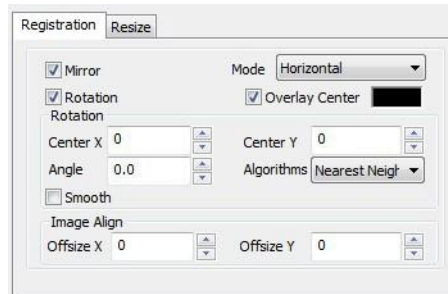 Registration Resize
Mirror Mode Horizontal
Rotation Overlay Center
Rotation
Center X 0 Center Y 0
Angle 0.0 Algorithms Nearest Neigh
Smooth
Image Align
Offsize X 0 Offsize Y 0